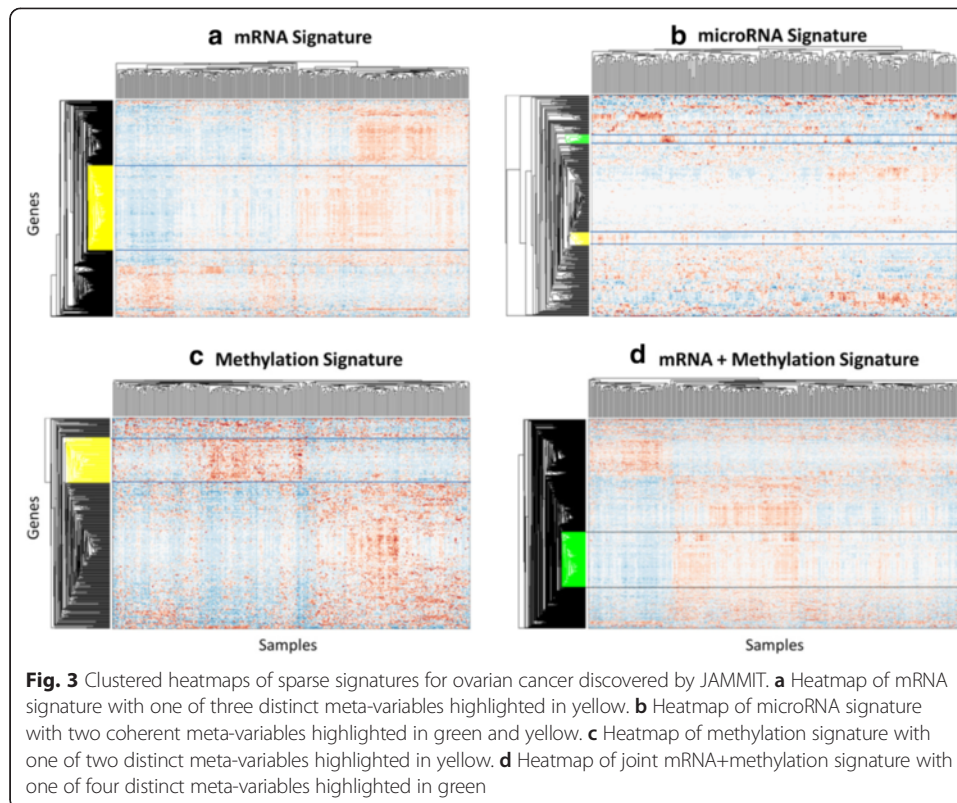 a mRNA Signature
b microRNA Signature
Genes
c Methylation Signature
d mRNA + Methylation Signature
Genes
Samples
Samples
Fig. 3 Clustered heatmaps of sparse signatures for ovarian cancer discovered by JAMMIT. a Heatmap of mRNA
signature with one of three distinct meta-variables highlighted in yellow. b Heatmap of microRNA signature
with two coherent meta-variables highlighted in green and yellow. c Heatmap of methylation signature with
one of two distinct meta-variables highlighted in yellow. d Heatmap of joint mRNA+methylation signature with
one of four distinct meta-variables highlighted in green